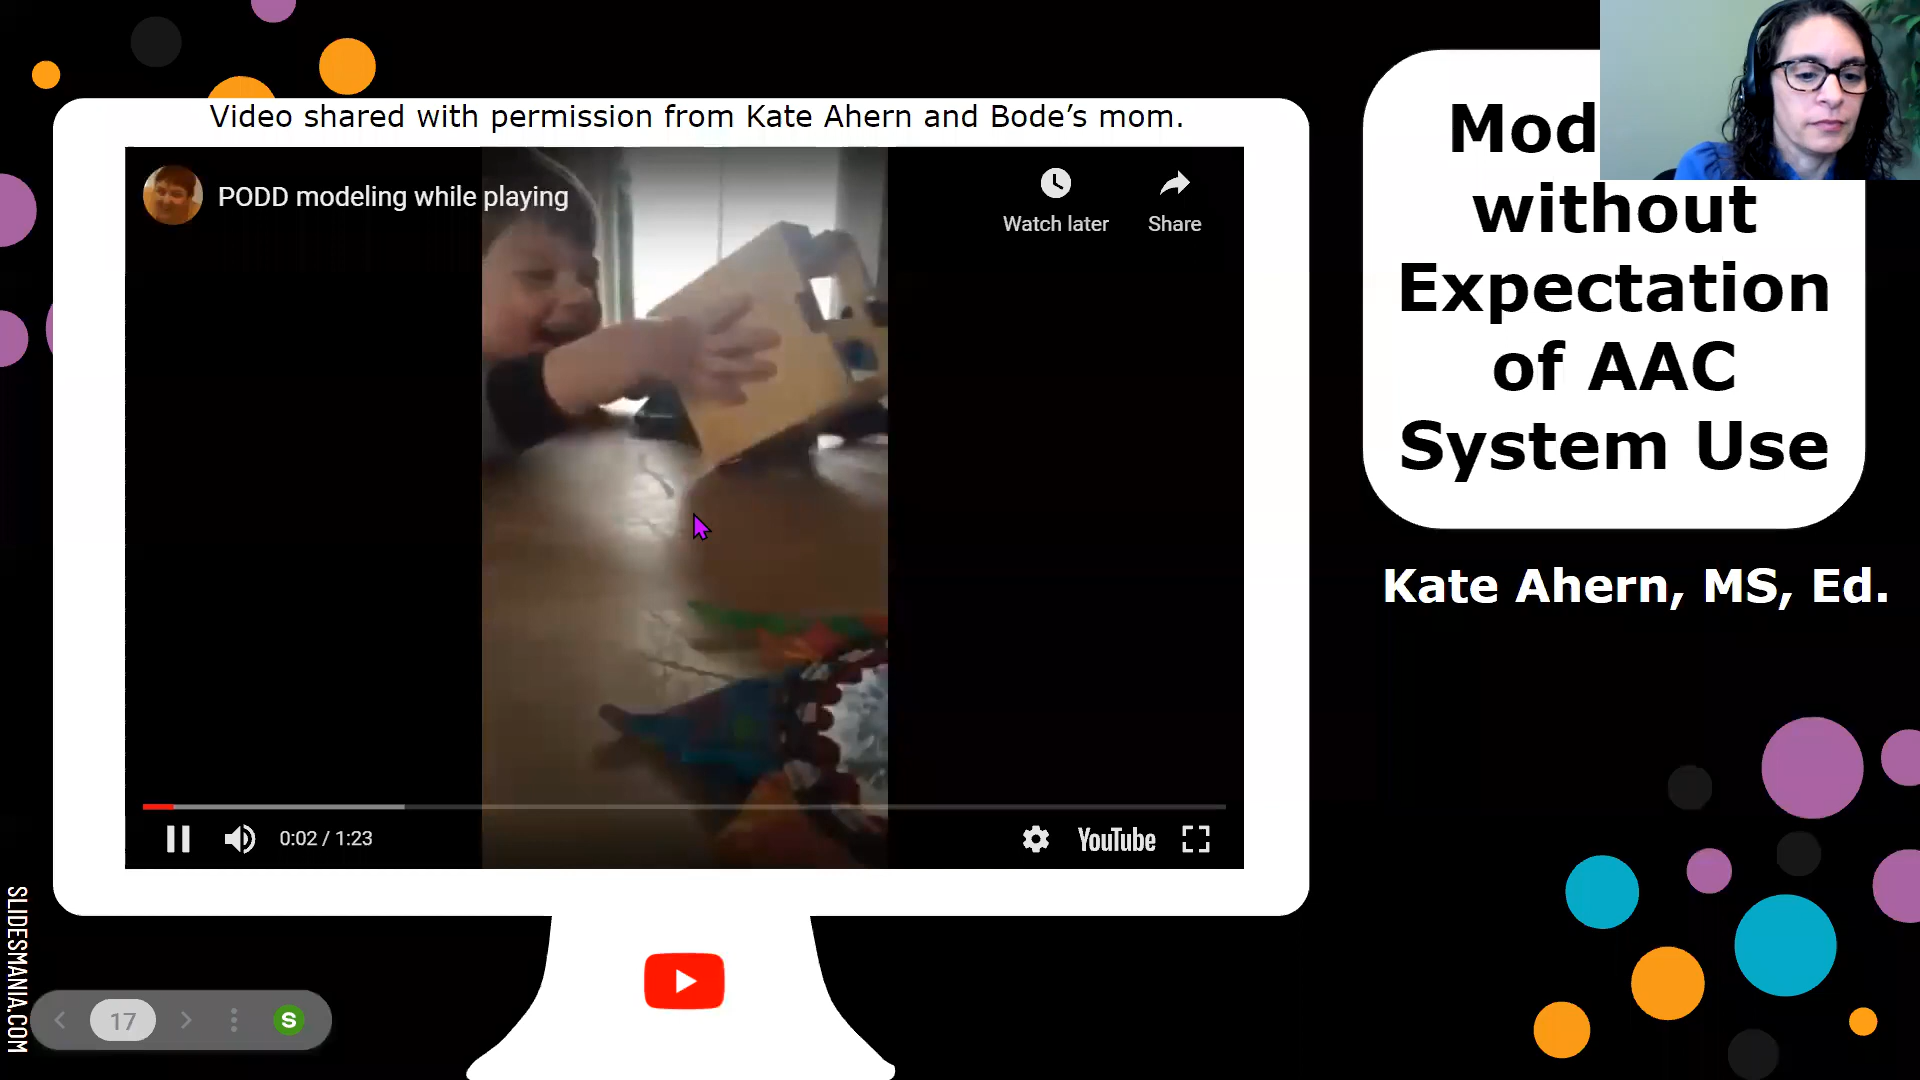 Video shared with permission from Kate Ahern and Bode’s mom.
PODD modeling while playing
Watch later
Share
0:02 / 1:23
YouTube
Mod
without
Expectation
of AAC
System Use
Kate Ahern, MS, Ed.
SLIDESMANIA.COM
17
S